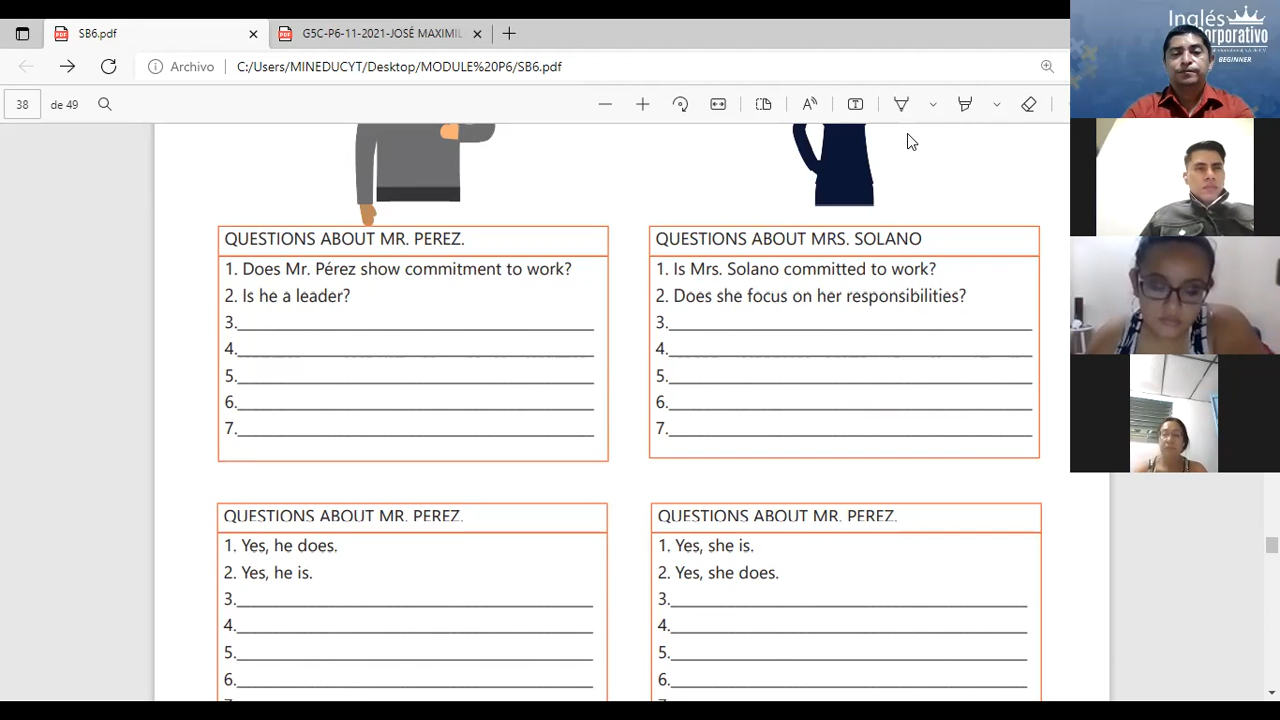 SB6.pdf
G5C-P6-11-2021-JOSÉ MAXIMIL
Archivo
C:/Users/MINEDUCYT/Desktop/MODULE%20P6/SB6.pdf
38
de 49
Inglés
rporativo
BEGINNER
QUESTIONS ABOUT MR. PEREZ.
1. Does Mr. Pérez show commitment to work?
2. Is he a leader?
3.
4.
5.
6.
7.
QUESTIONS ABOUT MRS. SOLANO
1. Is Mrs. Solano committed to work?
2. Does she focus on her responsibilities?
3.
4.
5.
6.
7.
QUESTIONS ABOUT MR. PEREZ.
1. Yes, he does.
2. Yes, he is.
3.
4.
5.
6.
QUESTIONS ABOUT MR. PEREZ.
1. Yes, she is.
2. Yes, she does.
3.
4.
5.
6.